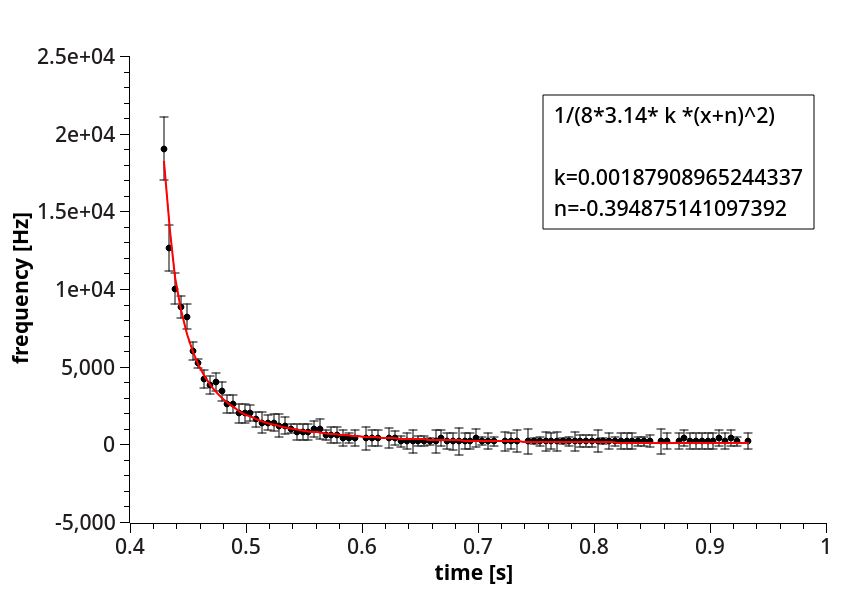 2.5e+04
2e+04
1.5e+04
1e+04
5,000
0
-5,000
frequency [Hz]
1/(8*3.14* k *(x+n)^2)
k=0.00187908965244337
n=-0.394875141097392
0.4 0.5 0.6 0.7 0.8 0.9 1
time [s]